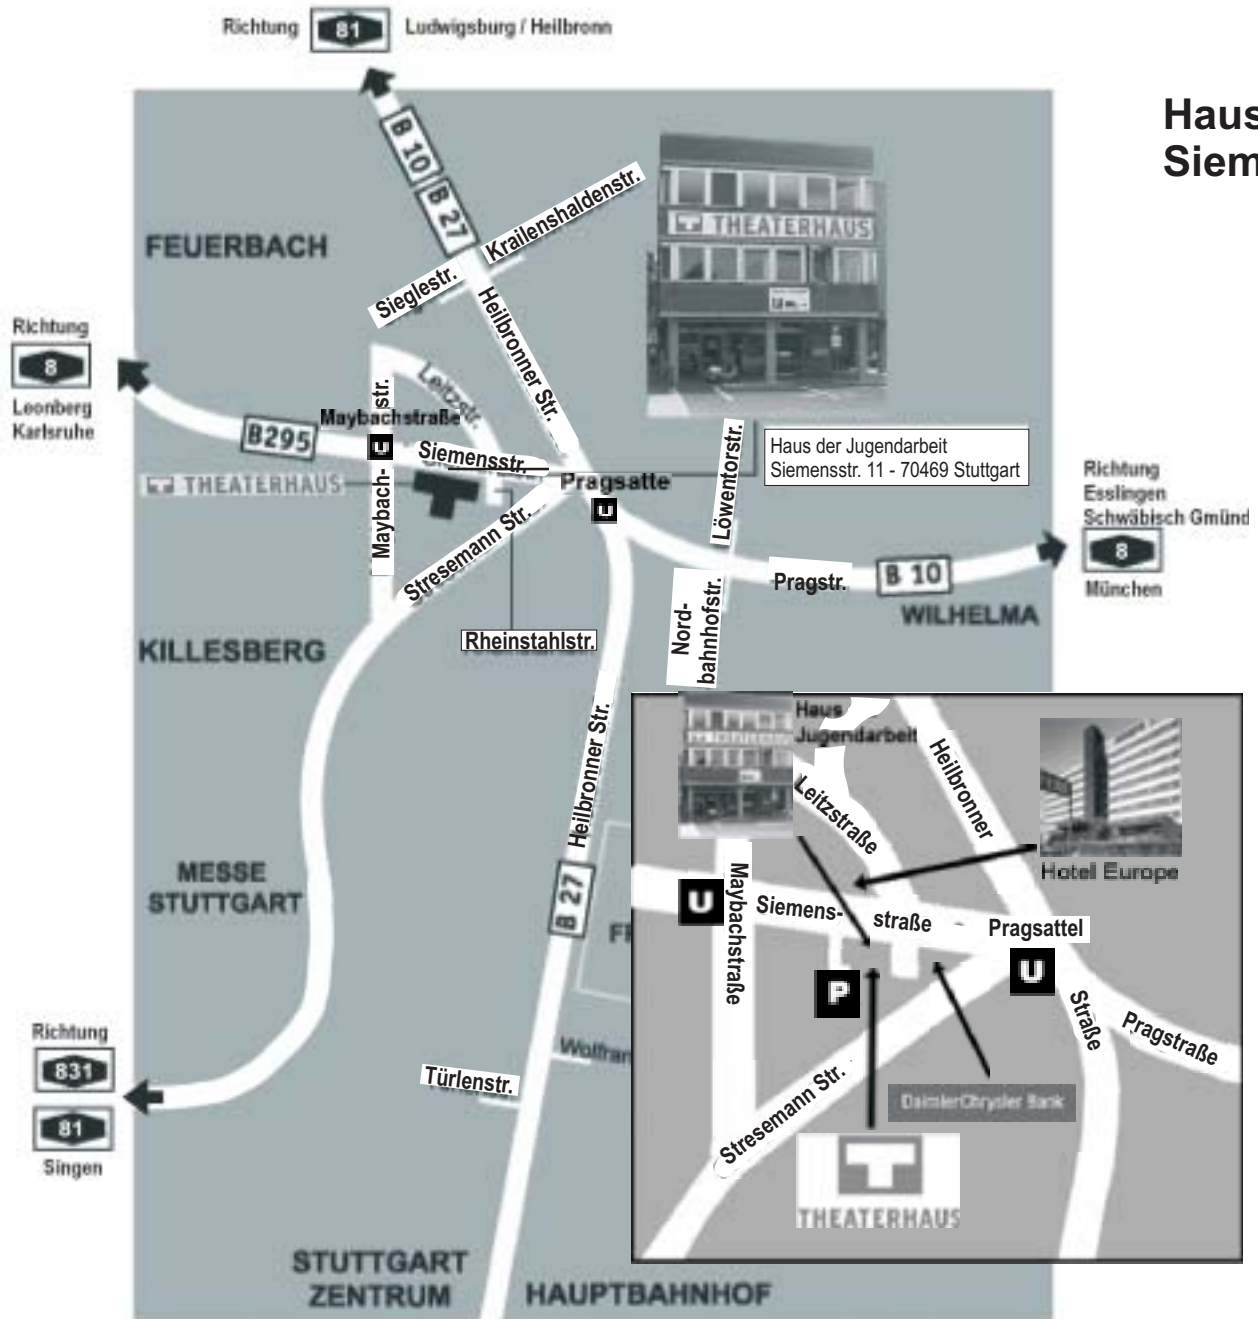 Richtung 81 Ludwigsburg / Heilbronn
Haus
Siem
B 10
B 27
FEUERBACH
Krailenshaldenstr.
Sieglestr.
Heilbronner Str.
THEATERHAUS
Richtung
8
Leonberg
Karlsruhe
B295
Leitzstr.
Maybachstraße
Maybach-
str.
U
Siemensstr.
THEATERHAUS
Pragsatte
U
Haus der Jugendarbeit
Siemensstr. 11 - 70469 Stuttgart
Löwentorstr.
Richtung
Esslingen
Schwäbisch Gmünd
8
München
Stresemann Str.
Pragstr.
B 10
WILHELMA
Nord-
bahnhofstr.
Rheinstahlstr.
KILLESBERG
Heilbronner Str.
B 27
MESSE
STUTTGART
Richtung
831
81
Singen
Türlenstr.
Wolfram
STUTTGART
ZENTRUM
HAUPTBAHNHOF
THEATERHAUS
Haus
Jugendarbeit
Heilbronner
Leitzstraße
Hotel Europe
Maybachstraße
U
Siemens-
straße
Pragsattel
U
P
Straße
Pragstraße
Stresemann Str.
DaimlerChrysler Bank
T
THEATERHAUS